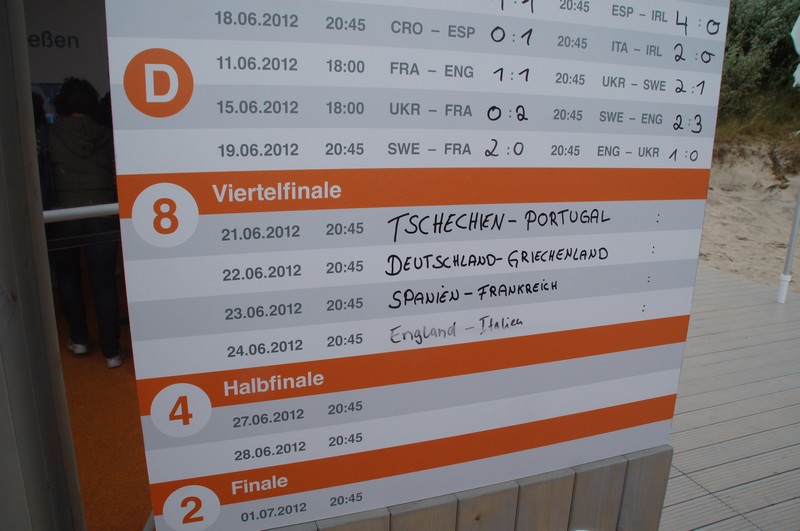 ießen
20:45 ESP – IRL 4 : 0
18.06.2012 20:45 CRO – ESP 0 : 1 20:45 ITA – IRL 2 : 0
D
11.06.2012 18:00 FRA – ENG 1 : 1 20:45 UKR – SWE 2 : 1
15.06.2012 18:00 UKR – FRA 0 : 2 20:45 SWE – ENG 2 : 3
19.06.2012 20:45 SWE – FRA 2 : 0 20:45 ENG – UKR 1 : 0
8 Viertelfinale
21.06.2012 20:45 TSCHECHIEN – PORTUGAL :
22.06.2012 20:45 DEUTSCHLAND – GRIECHENLAND :
23.06.2012 20:45 SPANIEN – FRANKREICH :
24.06.2012 20:45 England – Italien :
4 Halbfinale
27.06.2012 20:45
28.06.2012 20:45
2 Finale
01.07.2012 20:45